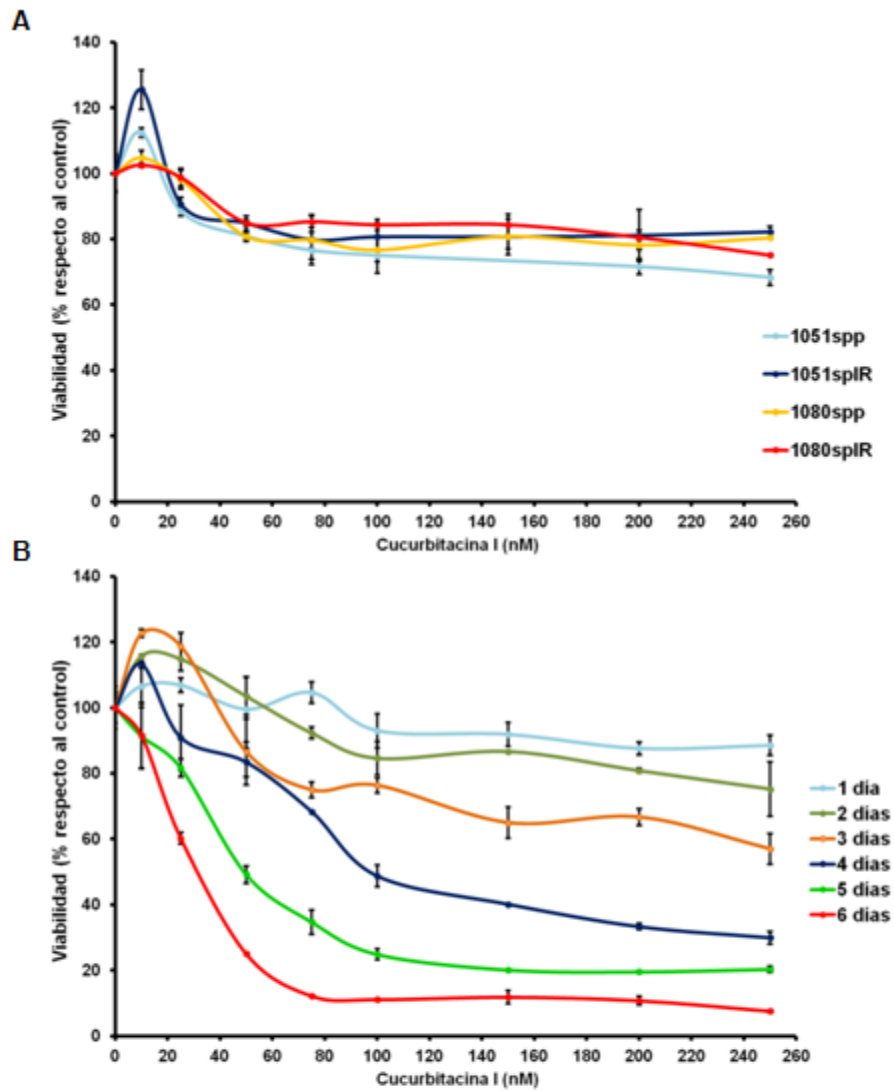 A
140
120
100
80
60
40
20
0
Viabilidad (% respecto al control)
0 20 40 60 80 100 120 140 160 180 200 220 240 260
Cucurbitacina I (nM)
1051spp
1051spIR
1080spp
1080spIR
B
140
120
100
80
60
40
20
0
Viabilidad (% respecto al control)
0 20 40 60 80 100 120 140 160 180 200 220 240 260
Cucurbitacina I (nM)
1 dia
2 dias
3 dias
4 dias
5 dias
6 dias